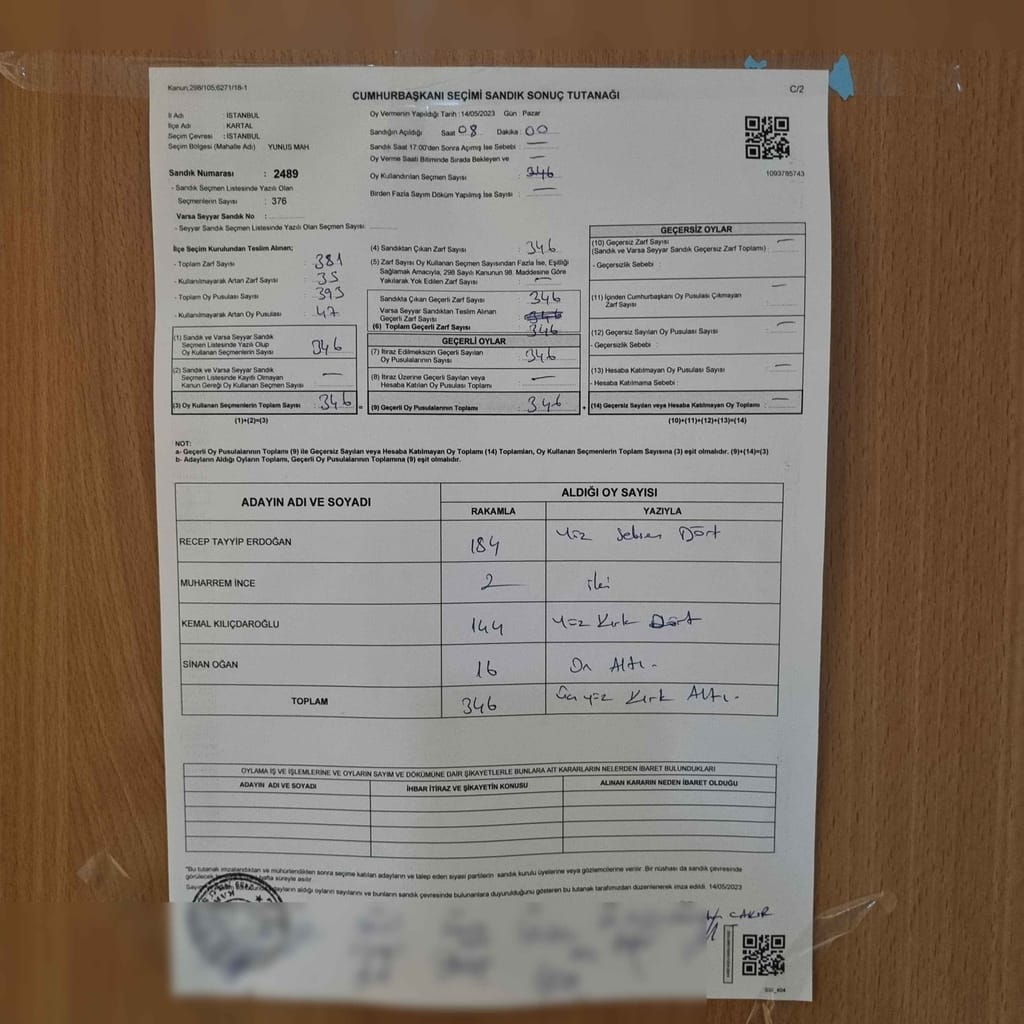 Kanun,298/105,6271/18-1
C/2
CUMHURBAŞKANI SEÇİMİ SANDIK SONUÇ TUTANAĞI
İl Adı : İSTANBUL
İlçe Adı : KARTAL
Seçim Çevresi : İSTANBUL
Seçim Bölgesi (Mahalle Adı) YUNUS MAH
Sandık Numarası : 2489
- Sandık Seçmen Listesinde Yazılı Olan
Seçmenlerin Sayısı : 376
Varsa Seyyar Sandık No :
- Seyyar Sandık Seçmen Listesinde Yazılı Olan Seçmen Sayısı:
Oy Vermenin Yapıldığı Tarih : 14/05/2023 Gün : Pazar
Sandığın Açıldığı Saat 08 Dakika : 00
Sandık Saat 17:00'den Sonra Açımış İse Sebebi : —
Oy Verme Saati Bitiminde Sırada Bekleyen ve —
Oy Kullandırılan Seçmen Sayısı : 346
Birden Fazla Sayım Döküm Yapılmış İse Sayısı : —
1093785743
İlçe Seçim Kurulundan Teslim Alınan;
- Toplam Zarf Sayısı : 381
- Kullanılmayarak Artan Zarf Sayısı : 35
- Toplam Oy Pusulası Sayısı : 393
- Kullanılmayarak Artan Oy Pusulası : 47
(1) Sandık ve Varsa Seyyar Sandık
Seçmen Listesinde Yazılı Olup
Oy Kullanan Seçmenlerin Sayısı : 346
(2) Sandık ve Varsa Seyyar Sandık
Seçmen Listesinde Kayıtlı Olmayan
Kanun Gereği Oy Kullanan Seçmen Sayısı : —
(3) Oy Kullanan Seçmenlerin Toplam Sayısı : 346
(1)+(2)=(3)
(4) Sandıktan Çıkan Zarf Sayısı : 346
(5) Zarf Sayısı Oy Kullanan Seçmen Sayısından Fazla İse, Eşitliği
Sağlamak Amacıyla, 298 Sayılı Kanunun 98. Maddesine Göre
Yakılarak Yok Edilen Zarf Sayısı : —
Sandıkta Çıkan Geçerli Zarf Sayısı : 346
Varsa Seyyar Sandıktan Teslim Alınan
Geçerli Zarf Sayısı : 346
(6) Toplam Geçerli Zarf Sayısı : 346
GEÇERLİ OYLAR
(7) İtiraz Edilmeksizin Geçerli Sayılan
Oy Pusulalarının Sayısı : 346
(8) İtiraz Üzerine Geçerli Sayılan veya
Hesaba Katılan Oy Pusulası Toplamı : —
(9) Geçerli Oy Pusulalarının Toplamı : 346
GEÇERSİZ OYLAR
(10) Geçersiz Zarf Sayısı : —
(Sandık ve Varsa Seyyar Sandık Geçersiz Zarf Toplamı)
- Geçersizlik Sebebi :
(11) İçinden Cumhurbaşkanı Oy Pusulası Çıkmayan
Zarf Sayısı : —
(12) Geçersiz Sayılan Oy Pusulası Sayısı : —
- Geçersizlik Sebebi :
(13) Hesaba Katılmayan Oy Pusulası Sayısı : —
- Hesaba Katılmama Sebebi :
(14) Geçersiz Sayılan veya Hesaba Katılmayan Oy Toplamı : —
(10)+(11)+(12)+(13)=(14)
NOT:
a- Geçerli Oy Pusulalarının Toplamı (9) ile Geçersiz Sayılan veya Hesaba Katılmayan Oy Toplamı (14) Toplamları, Oy Kullanan Seçmenlerin Toplam Sayısına (3) eşit olmalıdır. (9)+(14)=(3)
b- Adayların Aldığı Oyların Toplamı, Geçerli Oy Pusulalarının Toplamına (9) eşit olmalıdır.
ADAYIN ADI VE SOYADI
ALDIĞI OY SAYISI
RAKAMLA YAZIYLA
RECEP TAYYİP ERDOĞAN 184 Yüz Seksen Dört
MUHARREM İNCE 2 iki
KEMAL KILIÇDAROĞLU 144 Yüz Kırk Dört
SİNAN OĞAN 16 On Altı -
TOPLAM 346 Üç yüz Kırk Altı -
OYLAMA İŞ VE İŞLEMLERİNE VE OYLARIN SAYIM VE DÖKÜMÜNE DAİR ŞİKAYETLERLE BUNLARA AİT KARARLARIN NELERDEN İBARET BULUNDUKLARI
ADAYIN ADI VE SOYADI İHBAR İTİRAZ VE ŞİKAYETİN KONUSU ALINAN KARARIN NEDEN İBARET OLDUĞU
"Bu tutanak imzalandıktan ve mühürlendikten sonra seçime katılan adayların ve talep eden siyasi partilerin sandık kurulu üyelerine veya gözlemcilerine verilir. Bir nüshası da sandık çevresinde
görülecek hafta süreyle asılır
Sayım adayların aldığı oyların sayılarını ve bunların sandık çevresinde bulunanlara duyurulduğunu gösteren bu tutanak tarafımızdan düzenlenerek imza edildi. 14/05/2023
ÇAKIR